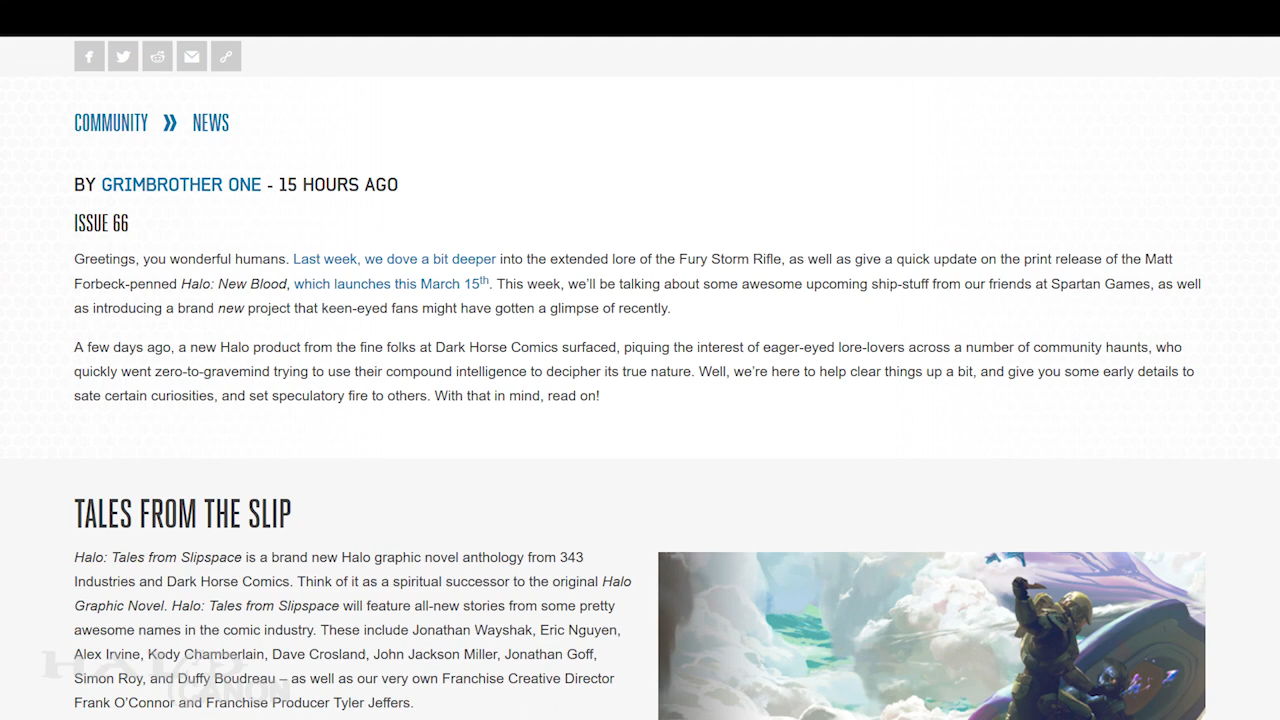 COMMUNITY » NEWS
BY GRIMBROTHER ONE - 15 HOURS AGO
ISSUE 66
Greetings, you wonderful humans. Last week, we dove a bit deeper into the extended lore of the Fury Storm Rifle, as well as give a quick update on the print release of the Matt
Forbeck-penned Halo: New Blood, which launches this March 15th. This week, we’ll be talking about some awesome upcoming ship-stuff from our friends at Spartan Games, as well
as introducing a brand new project that keen-eyed fans might have gotten a glimpse of recently.
A few days ago, a new Halo product from the fine folks at Dark Horse Comics surfaced, piquing the interest of eager-eyed lore-lovers across a number of community haunts, who
quickly went zero-to-gravemind trying to use their compound intelligence to decipher its true nature. Well, we’re here to help clear things up a bit, and give you some early details to
sate certain curiosities, and set speculatory fire to others. With that in mind, read on!
TALES FROM THE SLIP
Halo: Tales from Slipspace is a brand new Halo graphic novel anthology from 343
Industries and Dark Horse Comics. Think of it as a spiritual successor to the original Halo
Graphic Novel. Halo: Tales from Slipspace will feature all-new stories from some pretty
awesome names in the comic industry. These include Jonathan Wayshak, Eric Nguyen,
Alex Irvine, Kody Chamberlain, Dave Crosland, John Jackson Miller, Jonathan Goff,
Simon Roy, and Duffy Boudreau – as well as our very own Franchise Creative Director
Frank O’Connor and Franchise Producer Tyler Jeffers.